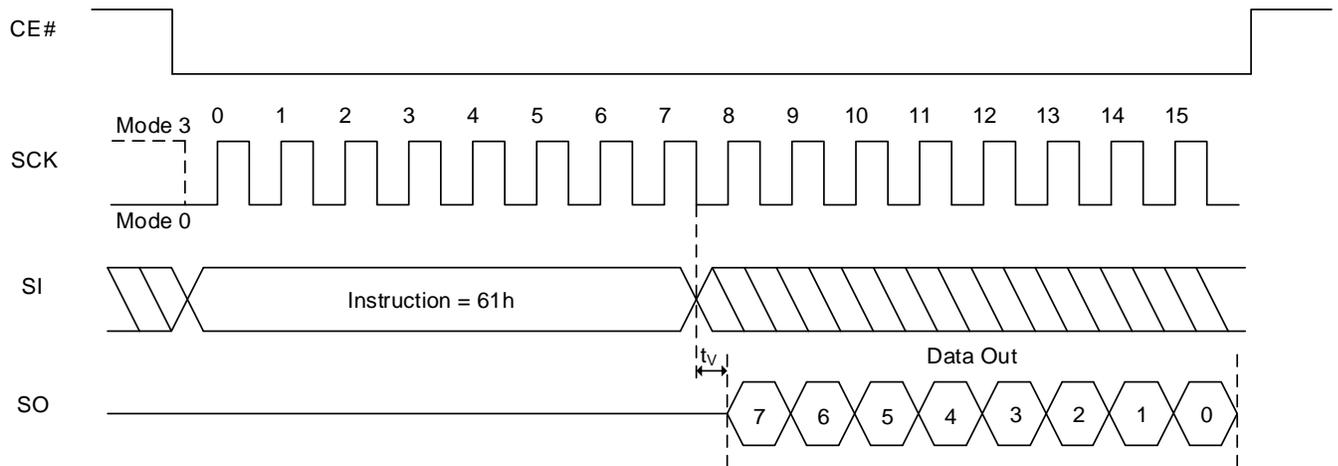 CE#
0 1 2 3 4 5 6 7 8 9 10 11 12 13 14 15
Mode 3
SCK
Mode 0
SI
Instruction = 61h
tV
Data Out
SO
7 6 5 4 3 2 1 0